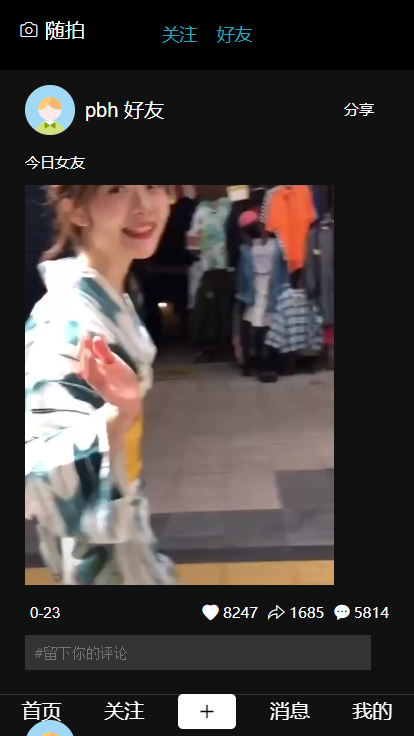 随拍
关注 好友
pbh 好友
分享
今日女友
0-23 8247 1685 5814
#留下你的评论
首页 关注 + 消息 我的